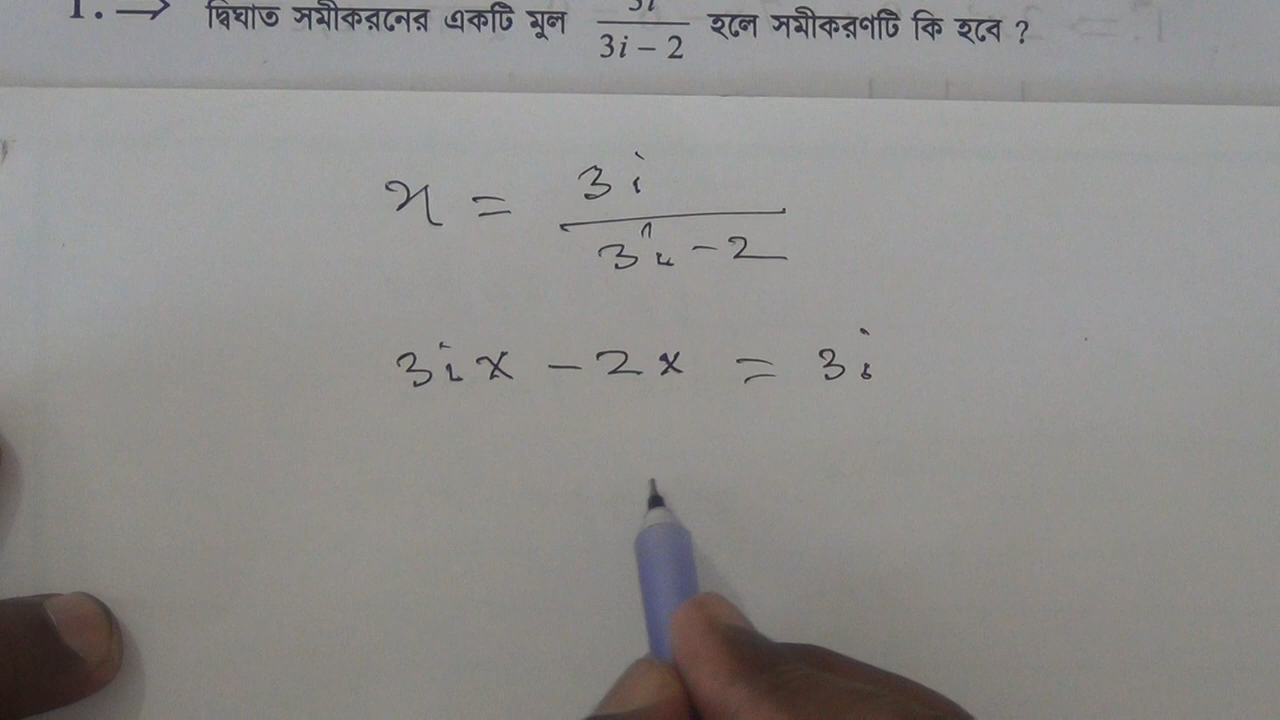 1. → দ্বিঘাত সমীকরনের একটি মূল 3i / 3i – 2 হলে সমীকরণটি কি হবে ?
x = 3i / 3i – 2
3ix – 2x = 3i